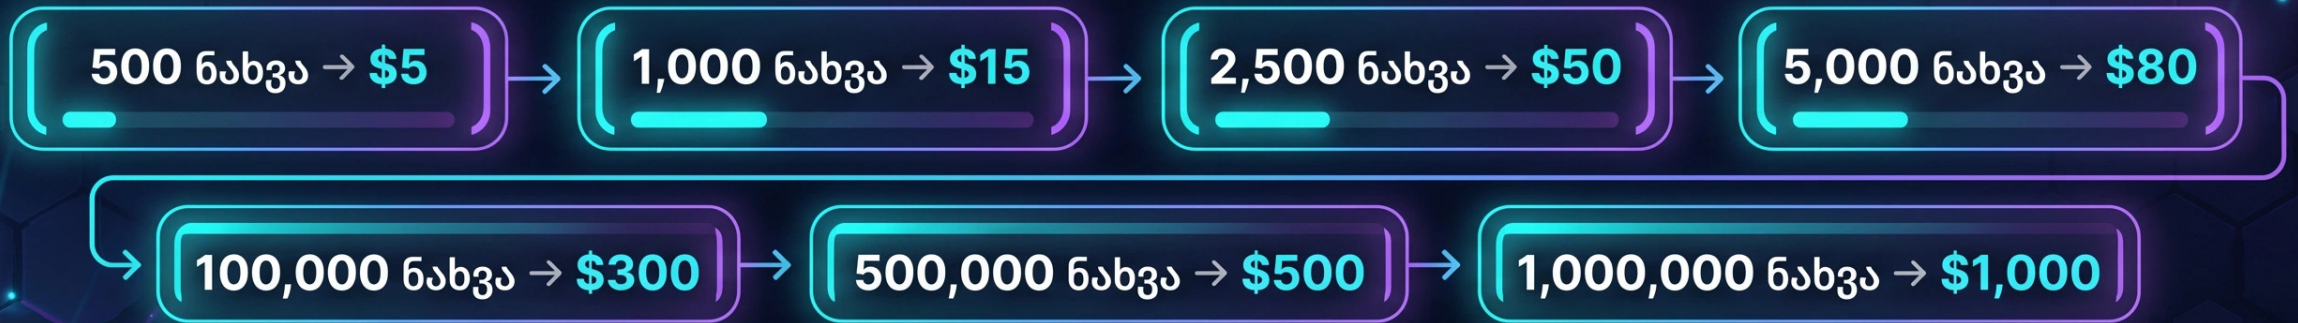 500 ნახვა → $5
1,000 ნახვა → $15
2,500 ნახვა → $50
5,000 ნახვა → $80
100,000 ნახვა → $300
500,000 ნახვა → $500
1,000,000 ნახვა → $1,000